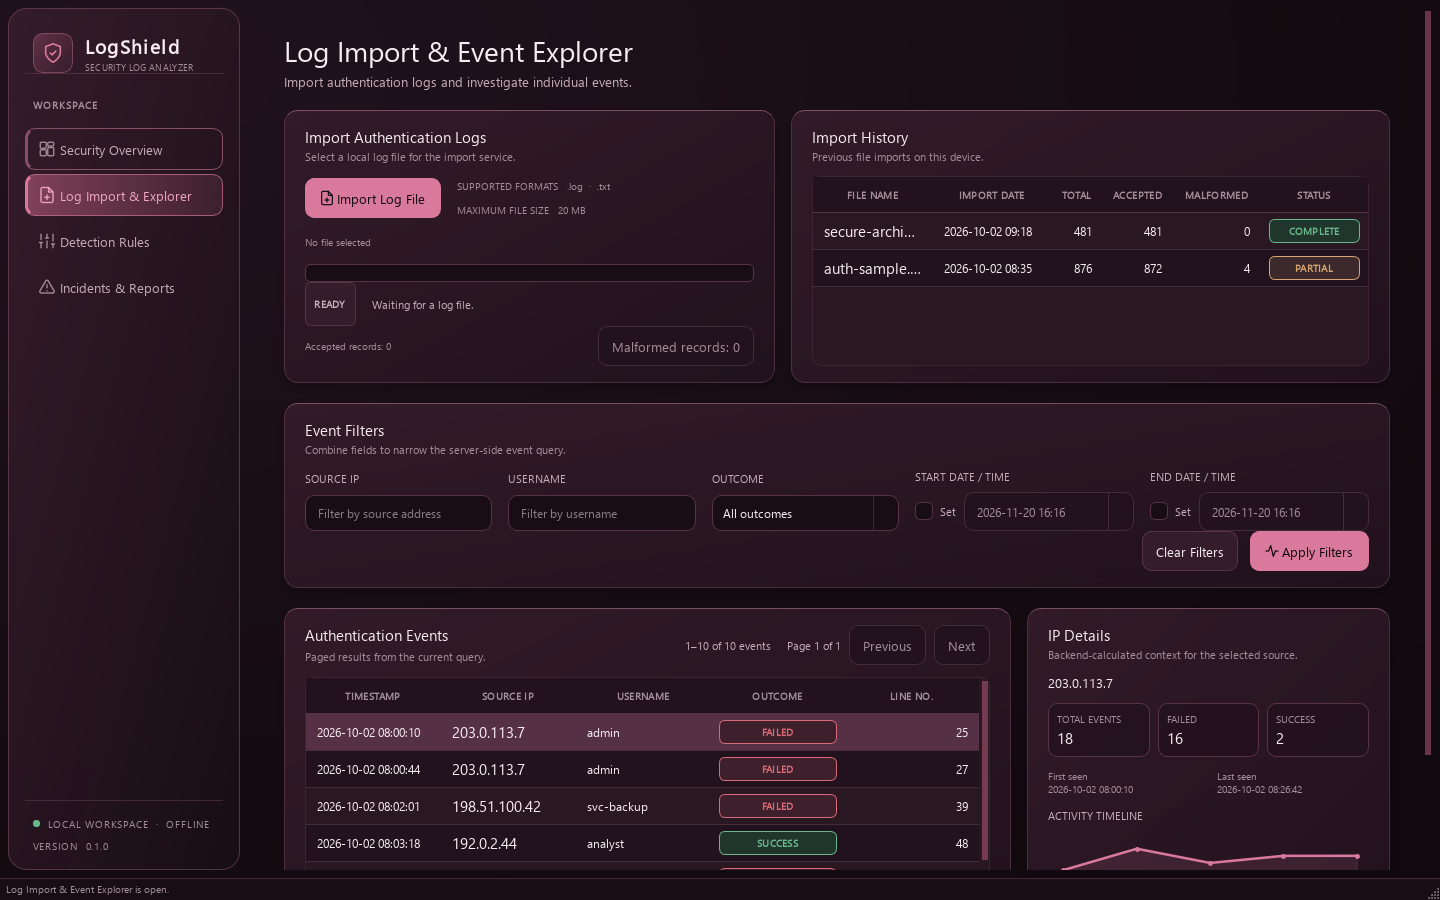 LogShield
SECURITY LOG ANALYZER
WORKSPACE
Security Overview
Log Import & Explorer
Detection Rules
Incidents & Reports
LOCAL WORKSPACE · OFFLINE
VERSION 0.1.0
Log Import & Event Explorer
Import authentication logs and investigate individual events.
Import Authentication Logs
Select a local log file for the import service.
Import Log File
SUPPORTED FORMATS .log · .txt
MAXIMUM FILE SIZE 20 MB
No file selected
READY Waiting for a log file.
Accepted records: 0 Malformed records: 0
Import History
Previous file imports on this device.
FILE NAME IMPORT DATE TOTAL ACCEPTED MALFORMED STATUS
secure-archi... 2026-10-02 09:18 481 481 0 COMPLETE
auth-sample.... 2026-10-02 08:35 876 872 4 PARTIAL
Event Filters
Combine fields to narrow the server-side event query.
SOURCE IP USERNAME OUTCOME START DATE / TIME END DATE / TIME
Filter by source address Filter by username All outcomes Set 2026-11-20 16:16 Set 2026-11-20 16:16
Clear Filters Apply Filters
Authentication Events
Paged results from the current query.
1–10 of 10 events Page 1 of 1 Previous Next
TIMESTAMP SOURCE IP USERNAME OUTCOME LINE NO.
2026-10-02 08:00:10 203.0.113.7 admin FAILED 25
2026-10-02 08:00:44 203.0.113.7 admin FAILED 27
2026-10-02 08:02:01 198.51.100.42 svc-backup FAILED 39
2026-10-02 08:03:18 192.0.2.44 analyst SUCCESS 48
IP Details
Backend-calculated context for the selected source.
203.0.113.7
TOTAL EVENTS FAILED SUCCESS
18 16 2
First seen Last seen
2026-10-02 08:00:10 2026-10-02 08:26:42
ACTIVITY TIMELINE
Log Import & Event Explorer is open.